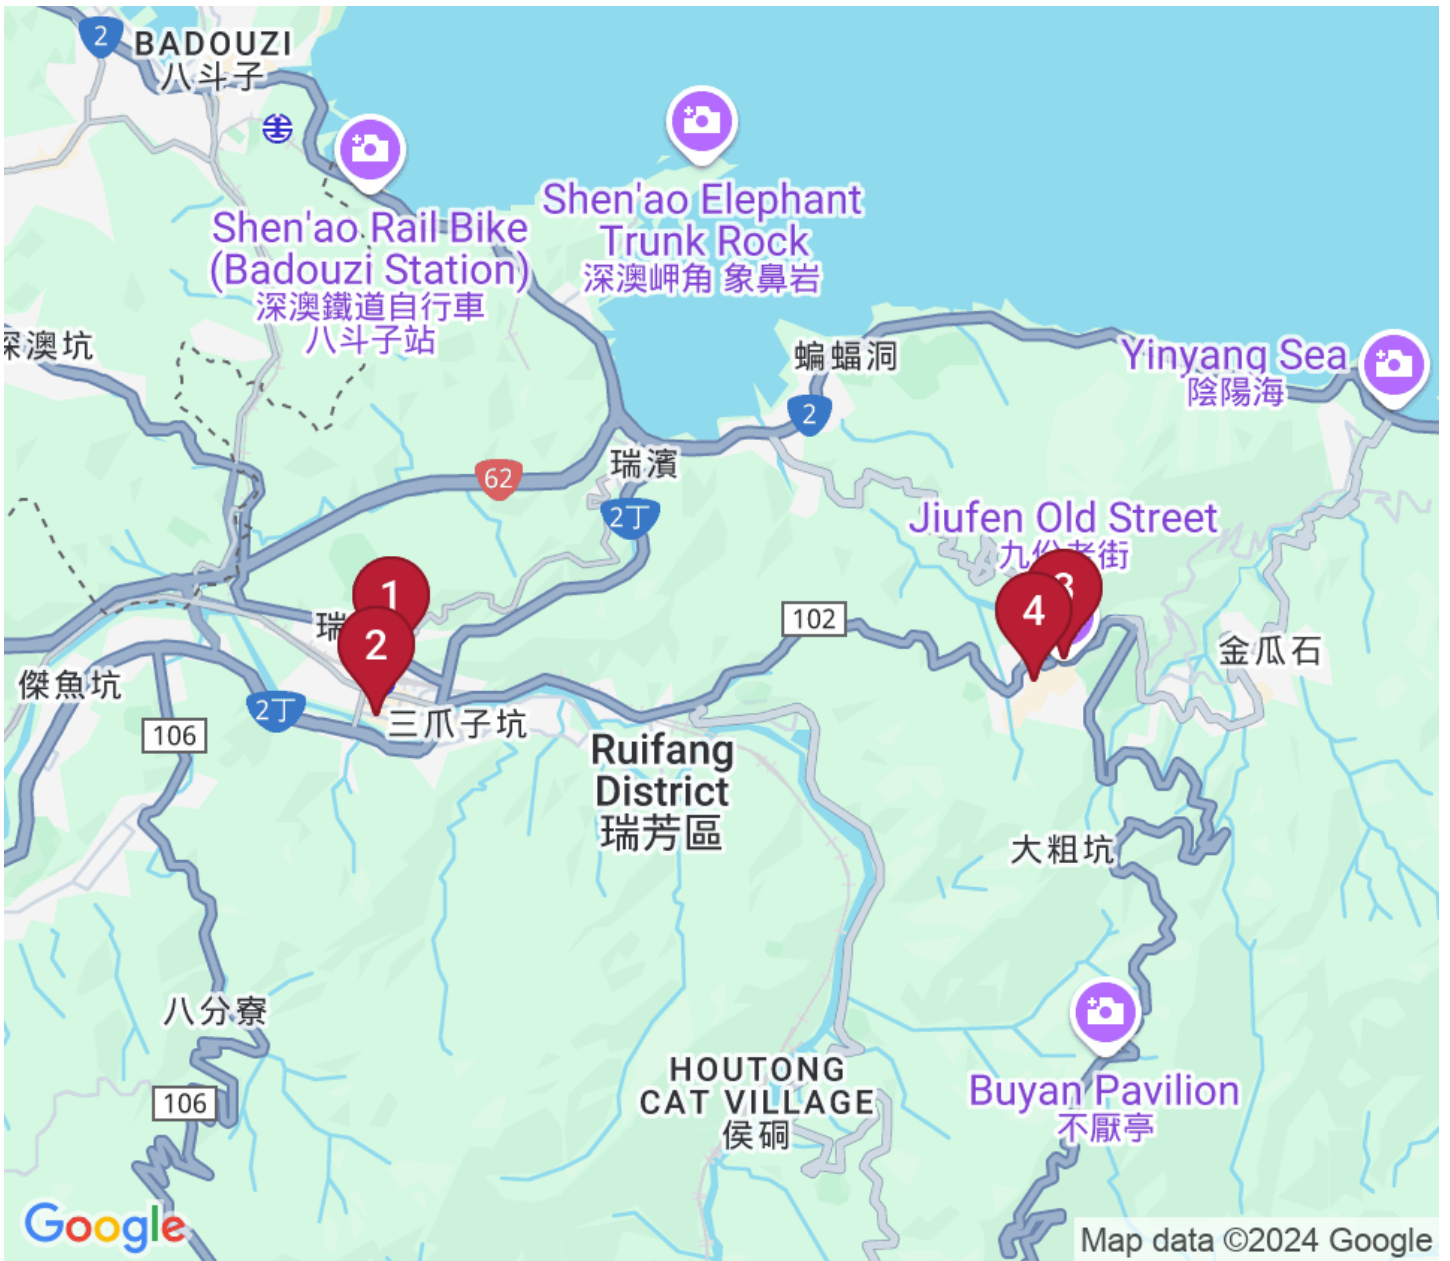 2
BADOUZI
八斗子
Shen'ao Rail Bike
(Badouzi Station)
深澳鐵道自行車
八斗子站
Shen'ao Elephant
Trunk Rock
深澳岬角 象鼻岩
深澳坑
蝙蝠洞
2
Yinyang Sea
陰陽海
瑞濱
62
2丁
Jiufen Old Street
九份老街
1
2
3
4
瑞
102
金瓜石
傑魚坑
2丁
三爪子坑
106
Ruifang
District
瑞芳區
大粗坑
八分寮
106
HOUTONG
CAT VILLAGE
侯硐
Buyan Pavilion
不厭亭
Google
Map data ©2024 Google